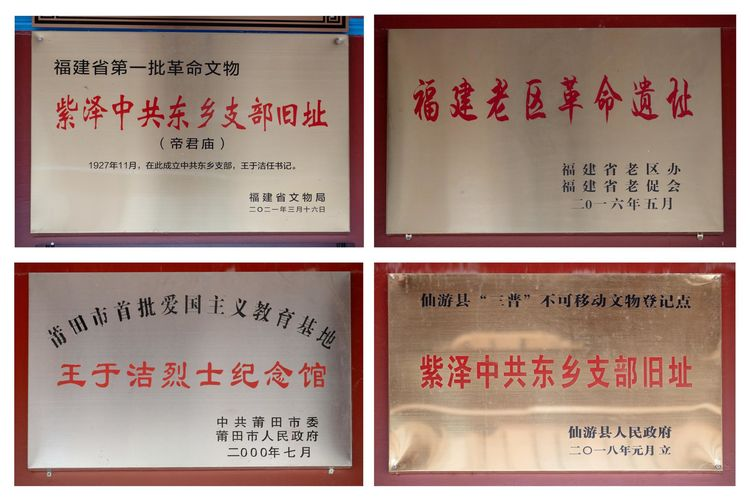 福建省第一批革命文物
紫泽中共东乡支部旧址
（帝君庙）
1927年11月，在此成立中共东乡支部，王于洁任书记。
福建省文物局
二〇二一年三月十六日
福建老区革命遗址
福建省老区办
福建省老促会
二0一六年五月
莆田市首批爱国主义教育基地
王于洁烈士纪念馆
中共莆田市委
莆田市人民政府
二000年七月
仙游县“三普”不可移动文物登记点
紫泽中共东乡支部旧址
仙游县人民政府
二〇一八年元月立